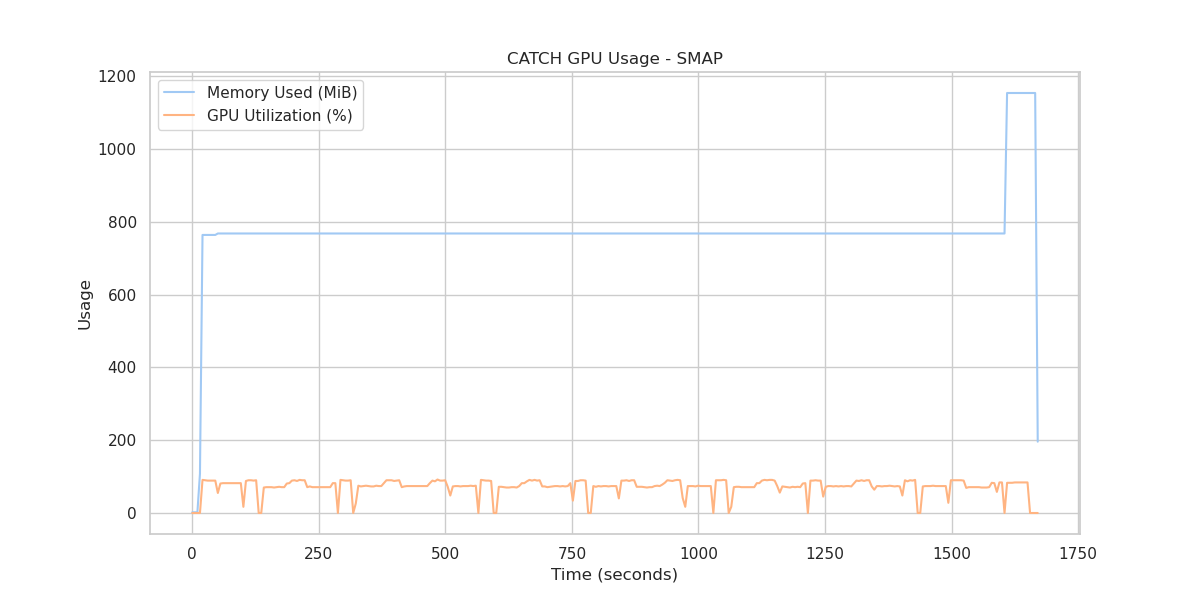 CATCH GPU Usage - SMAP
Memory Used (MiB)
GPU Utilization (%)
Usage
1200
1000
800
600
400
200
0
0 250 500 750 1000 1250 1500 1750
Time (seconds)